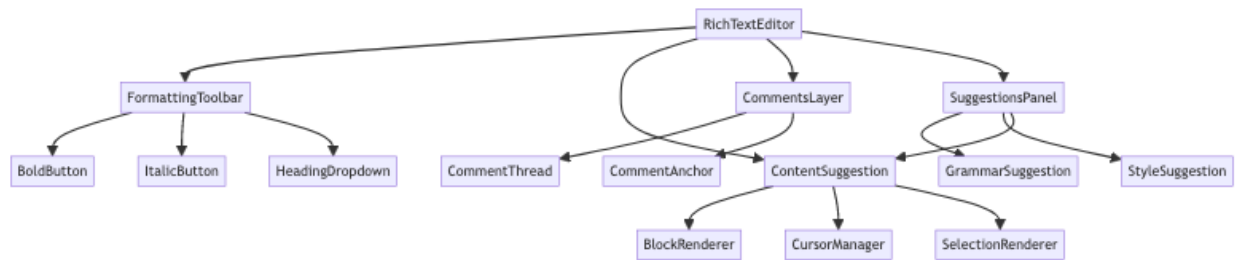 RichTextEditor
FormattingToolbar
CommentsLayer
SuggestionsPanel
BoldButton
ItalicButton
HeadingDropdown
CommentThread
CommentAnchor
ContentSuggestion
GrammarSuggestion
StyleSuggestion
BlockRenderer
CursorManager
SelectionRenderer